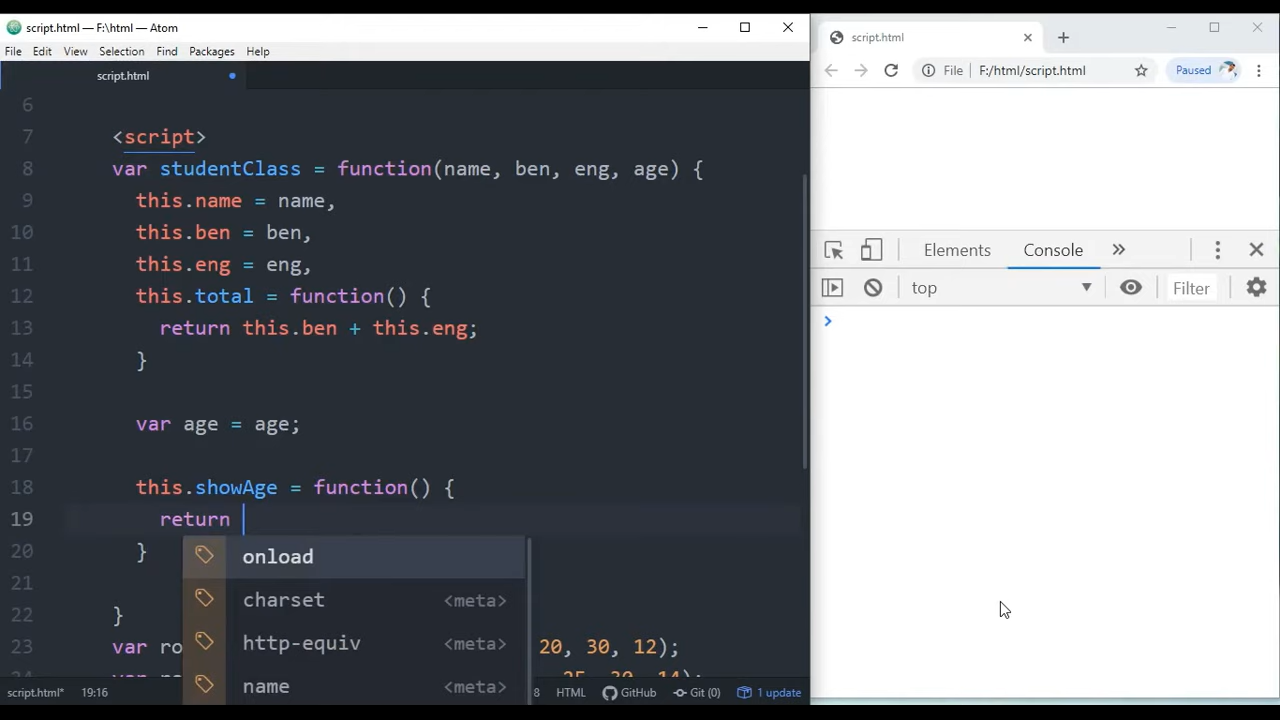 script.html — F:\html — Atom
File Edit View Selection Find Packages Help
script.html
6
7 <script>
8 var studentClass = function(name, ben, eng, age) {
9 this.name = name,
10 this.ben = ben,
11 this.eng = eng,
12 this.total = function() {
13 return this.ben + this.eng;
14 }
15
16 var age = age;
17
18 this.showAge = function() {
19 return
20 }
21
22 }
23 var ro 20, 30, 12);
onload
charset <meta>
http-equiv <meta>
name <meta>
script.html* 19:16 8 HTML GitHub Git (0) 1 update
script.html
File F:/html/script.html Paused
Elements Console
top Filter